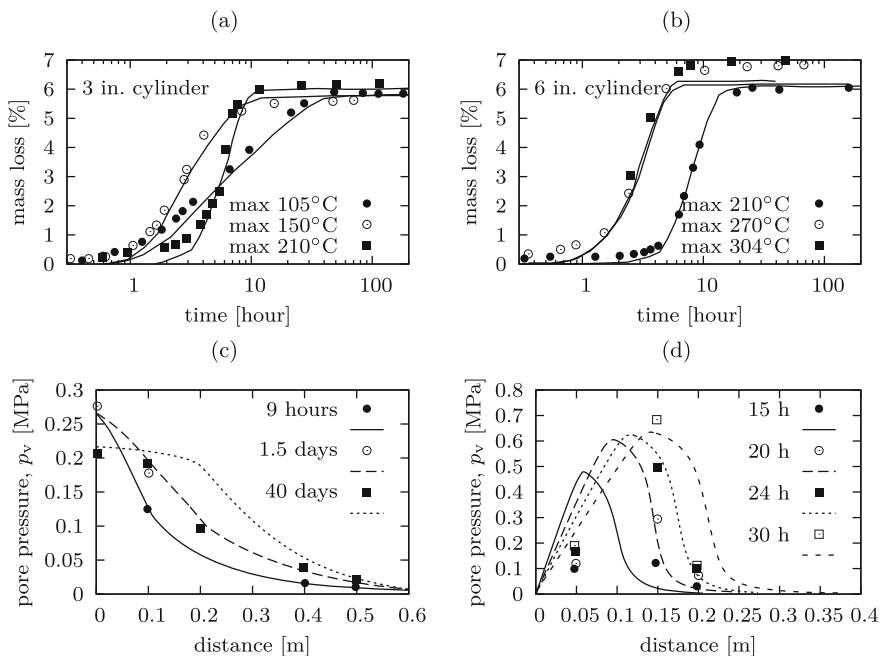 (a)
7
6
5
4
3
2
1
0
mass loss [%]
3 in. cylinder
max 105°C
max 150°C
max 210°C
1 10 100
time [hour]
(b)
7
6
5
4
3
2
1
0
mass loss [%]
6 in. cylinder
max 210°C
max 270°C
max 304°C
1 10 100
time [hour]
(c)
0.3
0.25
0.2
0.15
0.1
0.05
0
pore pressure, pv [MPa]
9 hours
1.5 days
40 days
0 0.1 0.2 0.3 0.4 0.5 0.6
distance [m]
(d)
0.8
0.7
0.6
0.5
0.4
0.3
0.2
0.1
0
pore pressure, pv [MPa]
15 h
20 h
24 h
30 h
0 0.05 0.1 0.15 0.2 0.25 0.3 0.35 0.4
distance [m]